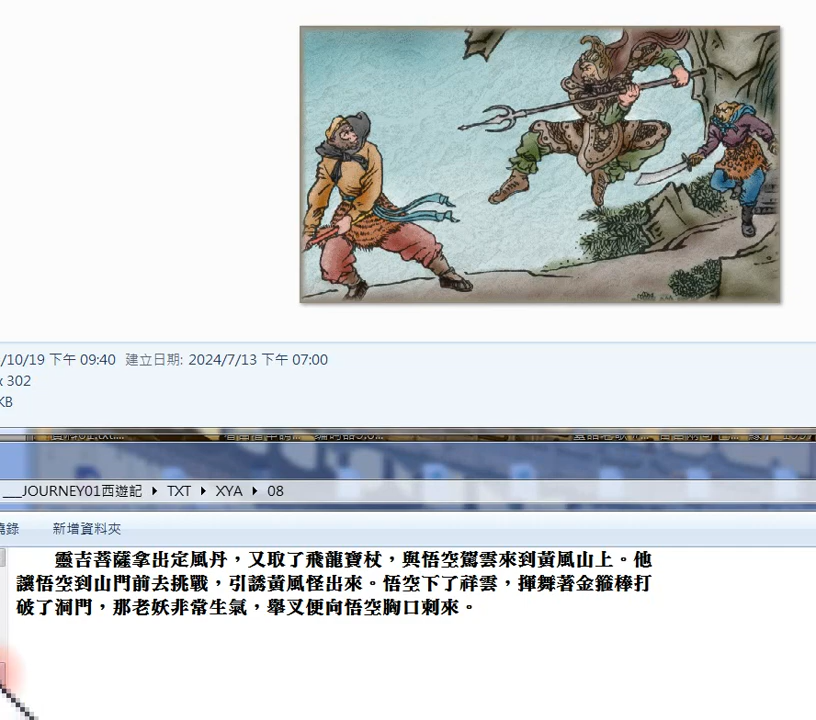 /10/19 下午 09:40 建立日期: 2024/7/13 下午 07:00
x 302
KB
___JOURNEY01西遊記 ▸ TXT ▸ XYA ▸ 08
燒錄 新增資料夾
靈吉菩薩拿出定風丹，又取了飛龍寶杖，與悟空駕雲來到黃風山上。他
讓悟空到山門前去挑戰，引誘黃風怪出來。悟空下了祥雲，揮舞著金箍棒打
破了洞門，那老妖非常生氣，舉叉便向悟空胸口刺來。